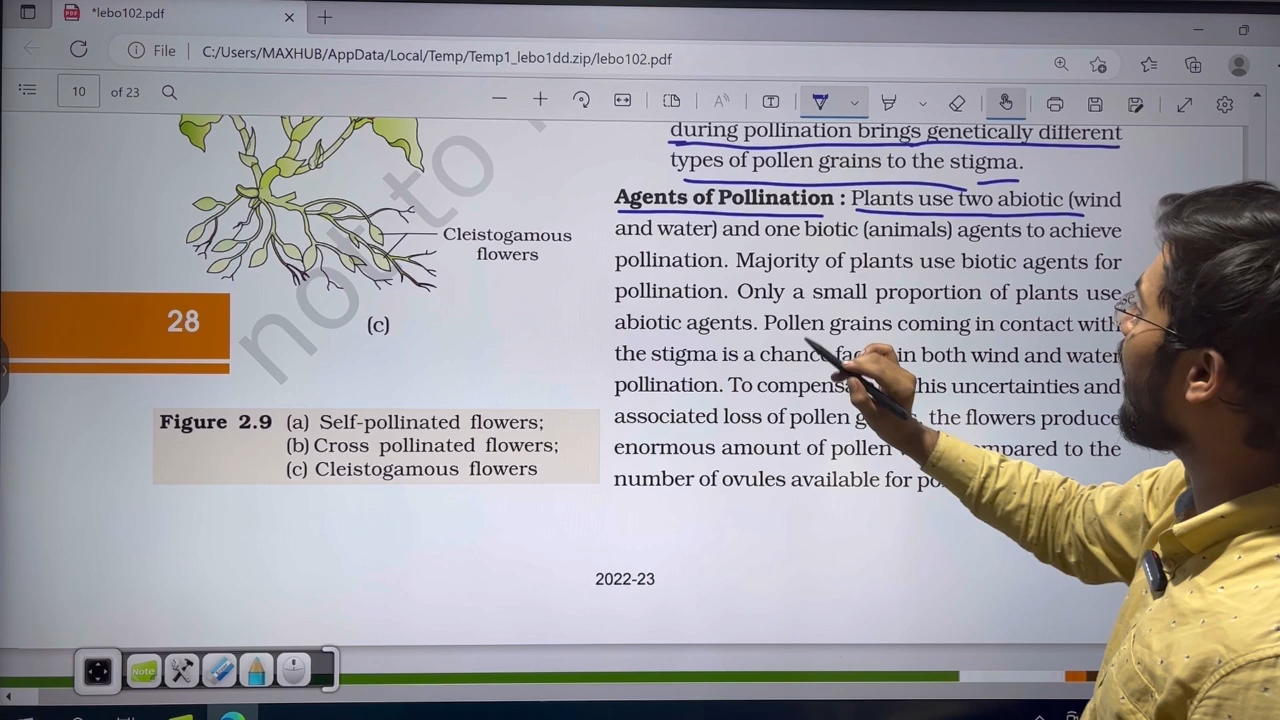 *lebo102.pdf
File
C:/Users/MAXHUB/AppData/Local/Temp/Temp1_lebo1dd.zip/lebo102.pdf
10 of 23
not to
Cleistogamous
flowers
28
(c)
Figure 2.9 (a) Self-pollinated flowers;
(b) Cross pollinated flowers;
(c) Cleistogamous flowers
during pollination brings genetically different
types of pollen grains to the stigma.
Agents of Pollination : Plants use two abiotic (wind
and water) and one biotic (animals) agents to achieve
pollination. Majority of plants use biotic agents for
pollination. Only a small proportion of plants use
abiotic agents. Pollen grains coming in contact with
the stigma is a chance in both wind and water
pollination. To uncertainties and
associated loss of pollen the flowers produce
enormous amount of pollen to the
number of ovules available for
2022-23
Note